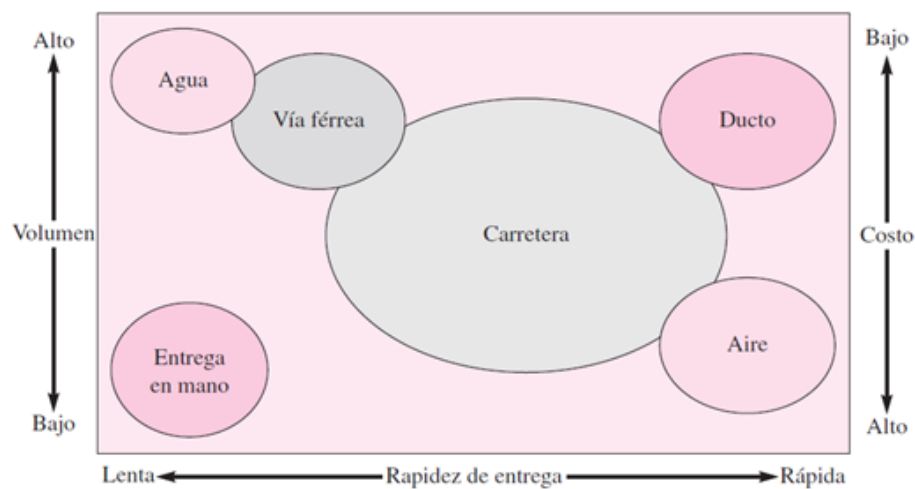 Alto
Bajo
Agua
Vía férrea
Ducto
Volumen
Carretera
Costo
Entrega
en mano
Aire
Bajo
Alto
Lenta
Rapidez de entrega
Rápida